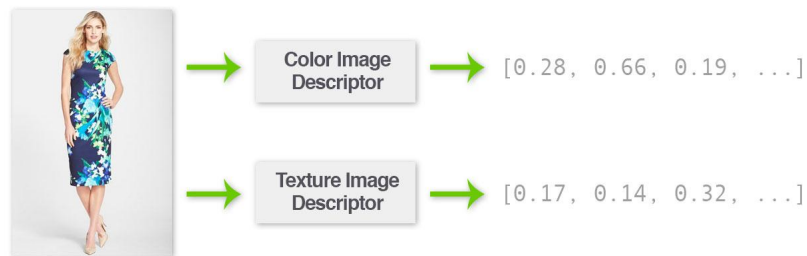 Color Image
Descriptor
[0.28, 0.66, 0.19, ...]
Texture Image
Descriptor
[0.17, 0.14, 0.32, ...]